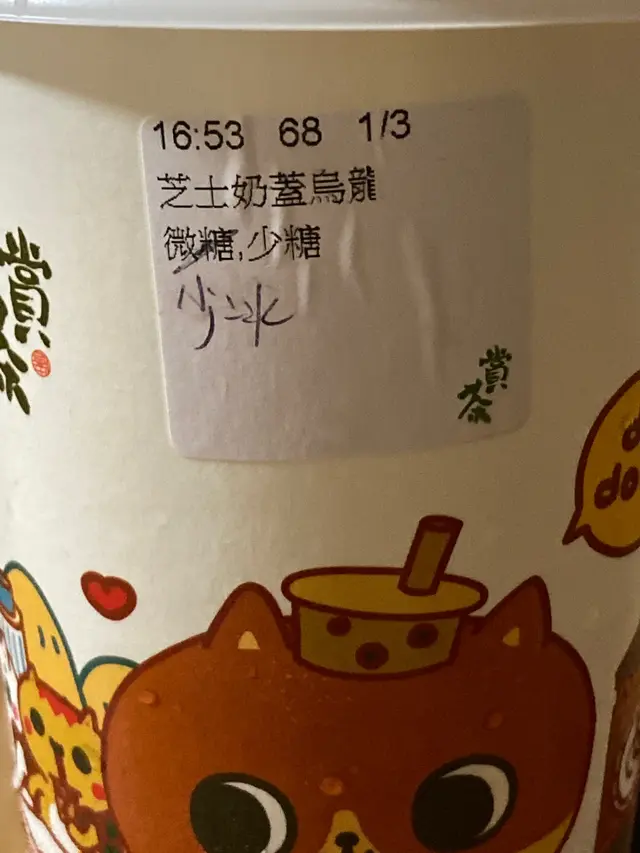 16:53 68 1/3
芝士奶蓋烏龍
微糖,少糖
少冰
賞茶
賞茶
do